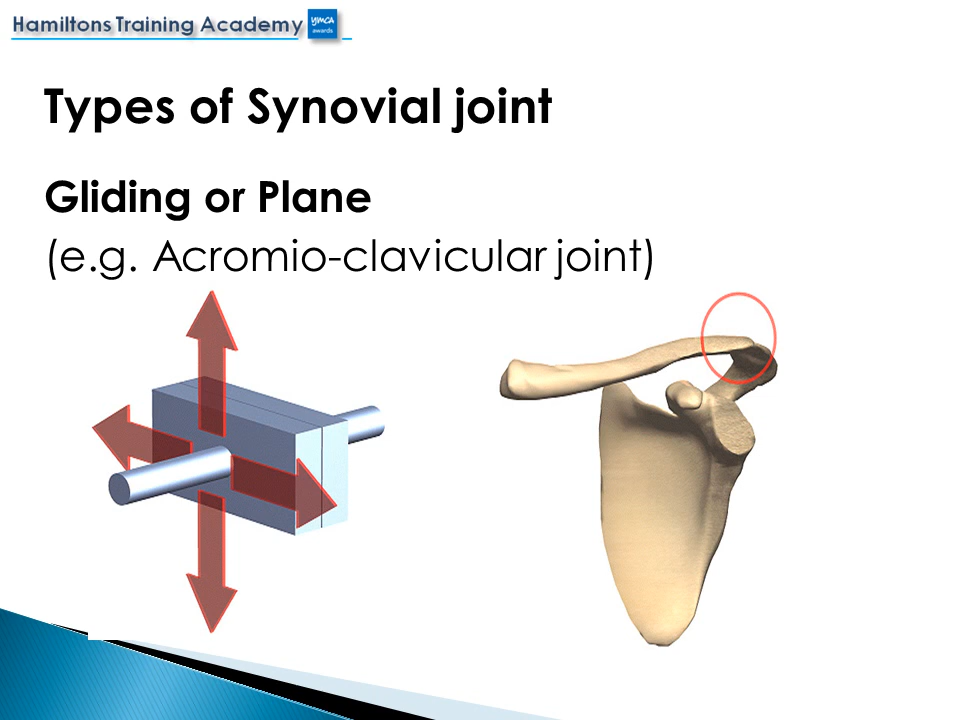 Hamiltons Training Academy
YMCA
awards
Types of Synovial joint
Gliding or Plane
(e.g. Acromio-clavicular joint)